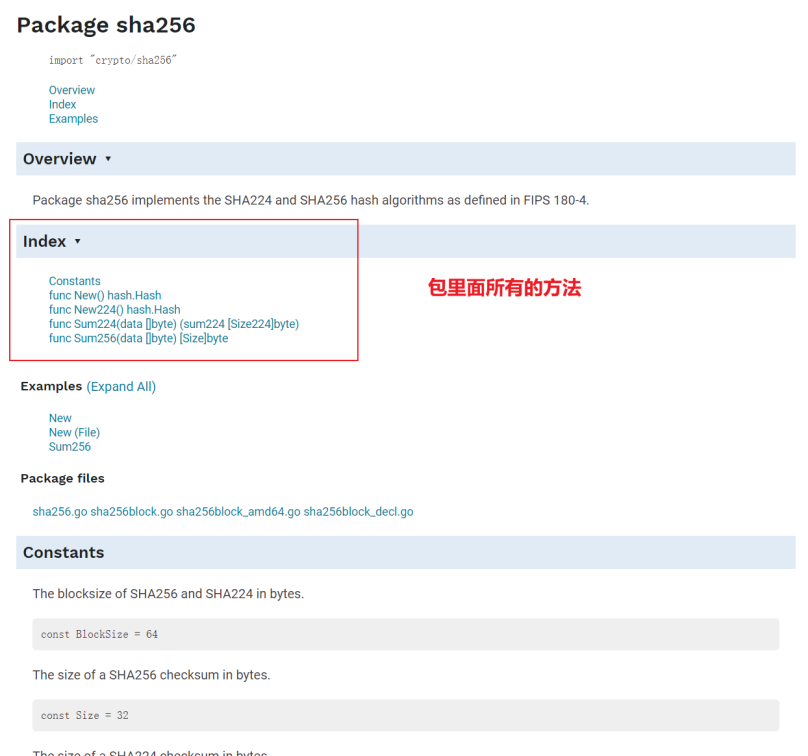 Package sha256
import "crypto/sha256"
Overview
Index
Examples
Overview ▾
Package sha256 implements the SHA224 and SHA256 hash algorithms as defined in FIPS 180-4.
Index ▾
Constants
func New() hash.Hash
func New224() hash.Hash
func Sum224(data []byte) (sum224 [Size224]byte)
func Sum256(data []byte) [Size]byte
包里面所有的方法
Examples (Expand All)
New
New (File)
Sum256
Package files
sha256.go sha256block.go sha256block_amd64.go sha256block_decl.go
Constants
The blocksize of SHA256 and SHA224 in bytes.
const BlockSize = 64
The size of a SHA256 checksum in bytes.
const Size = 32
The size of a SHA224 checksum in bytes.